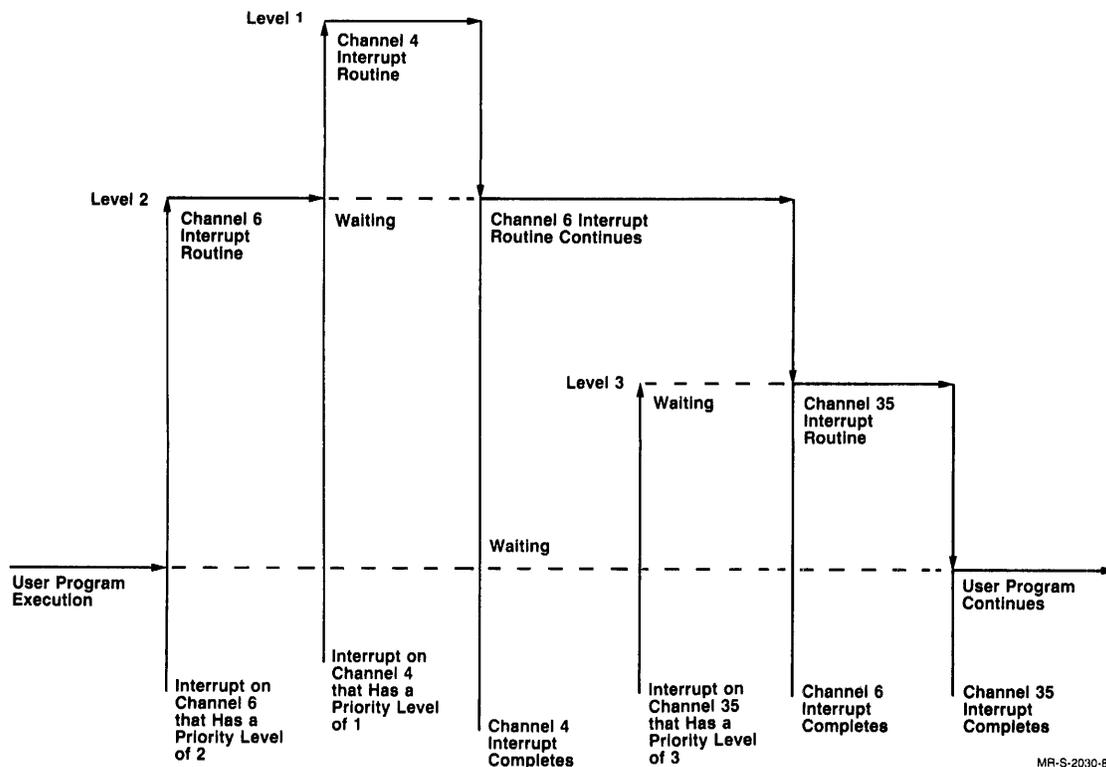 Level 1
Channel 4
Interrupt
Routine
Level 2
Channel 6
Interrupt
Routine
Waiting
Channel 6 Interrupt
Routine Continues
Level 3
Waiting
Channel 35
Interrupt
Routine
Waiting
User Program
Execution
User Program
Continues
Interrupt on
Channel 6
that Has a
Priority Level
of 2
Interrupt on
Channel 4
that Has a
Priority Level
of 1
Channel 4
Interrupt
Completes
Interrupt on
Channel 35
that Has a
Priority Level
of 3
Channel 6
Interrupt
Completes
Channel 35
Interrupt
Completes